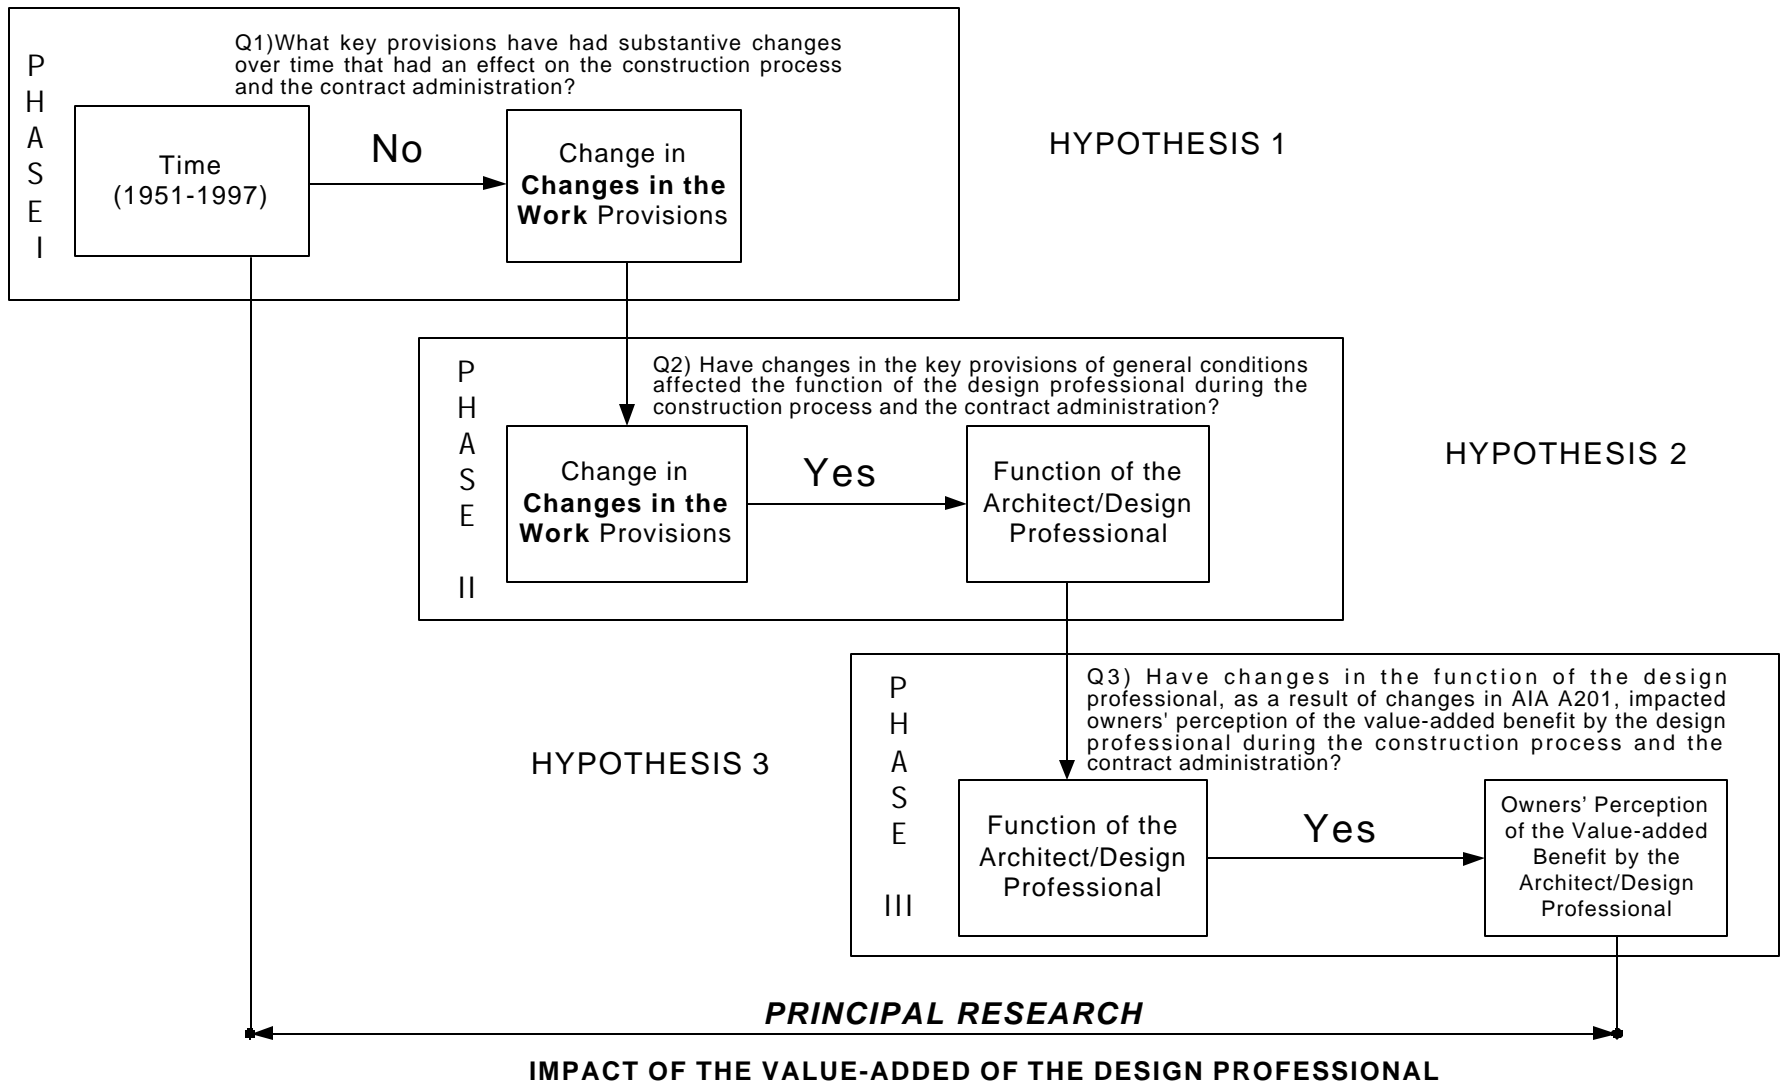 Q1)What key provisions have had substantive changes
over time that had an effect on the construction process
and the contract administration?
P
H
A
S
E
I
Time
(1951-1997)
No
Change in
Changes in the
Work Provisions
HYPOTHESIS 1
P
H
A
S
E
II
Q2) Have changes in the key provisions of general conditions
affected the function of the design professional during the
construction process and the contract administration?
Change in
Changes in the
Work Provisions
Yes
Function of the
Architect/Design
Professional
HYPOTHESIS 2
HYPOTHESIS 3
P
H
A
S
E
III
Q3) Have changes in the function of the design
professional, as a result of changes in AIA A201, impacted
owners' perception of the value-added benefit by the design
professional during the construction process and the
contract administration?
Function of the
Architect/Design
Professional
Yes
Owners’ Perception
of the Value-added
Benefit by the
Architect/Design
Professional
PRINCIPAL RESEARCH
IMPACT OF THE VALUE-ADDED OF THE DESIGN PROFESSIONAL